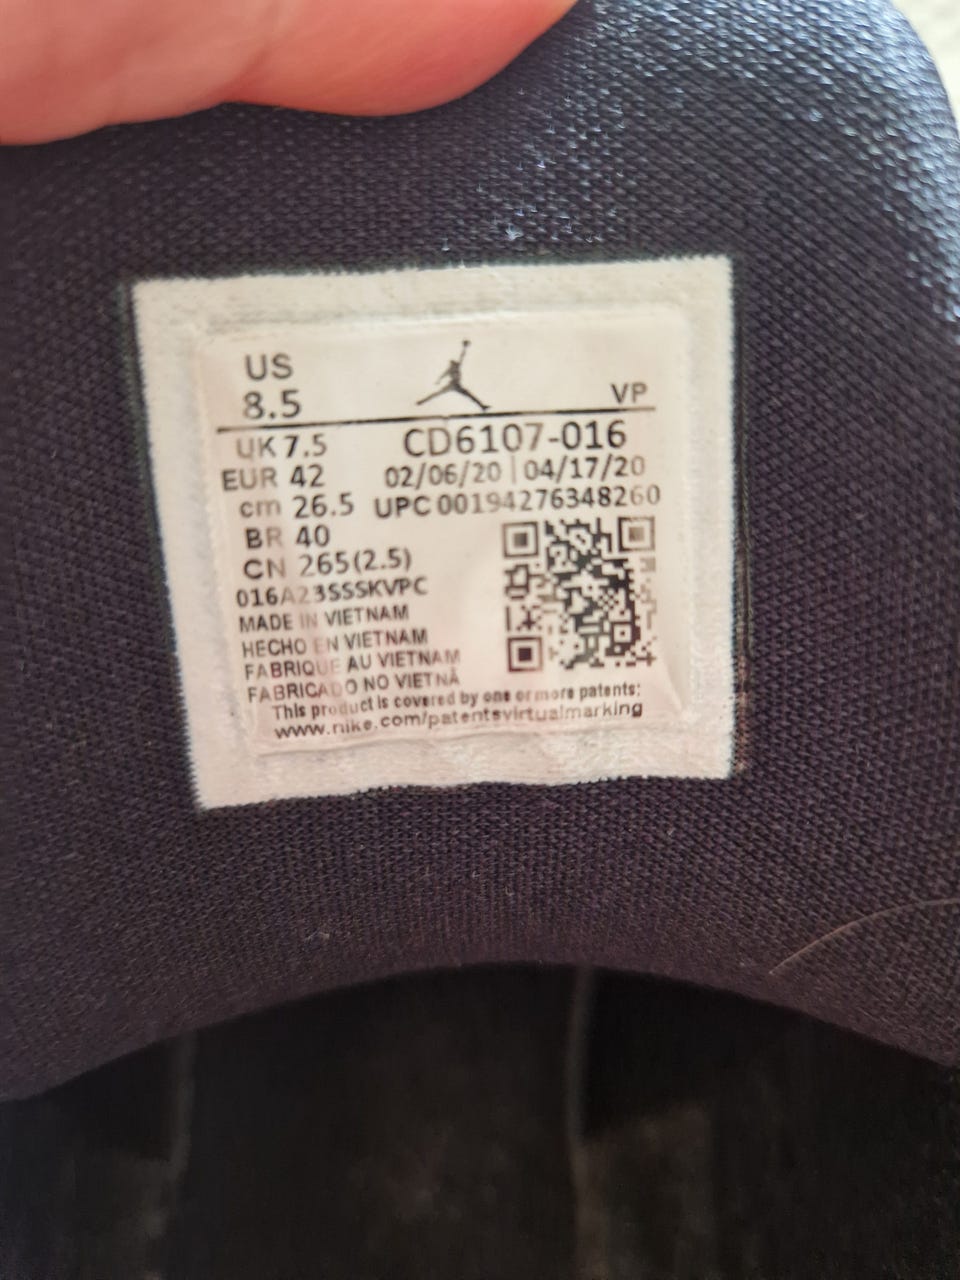 US
8.5
VP
UK 7.5
CD6107-016
EUR 42
02/06/20 | 04/17/20
cm 26.5
UPC 00194276348260
BR 40
CN 265(2.5)
016A23SSSKVPC
MADE IN VIETNAM
HECHO EN VIETNAM
FABRIQUE AU VIETNAM
FABRICADO NO VIETNÃ
This product is covered by one or more patents:
www.nike.com/patentsvirtualmarking